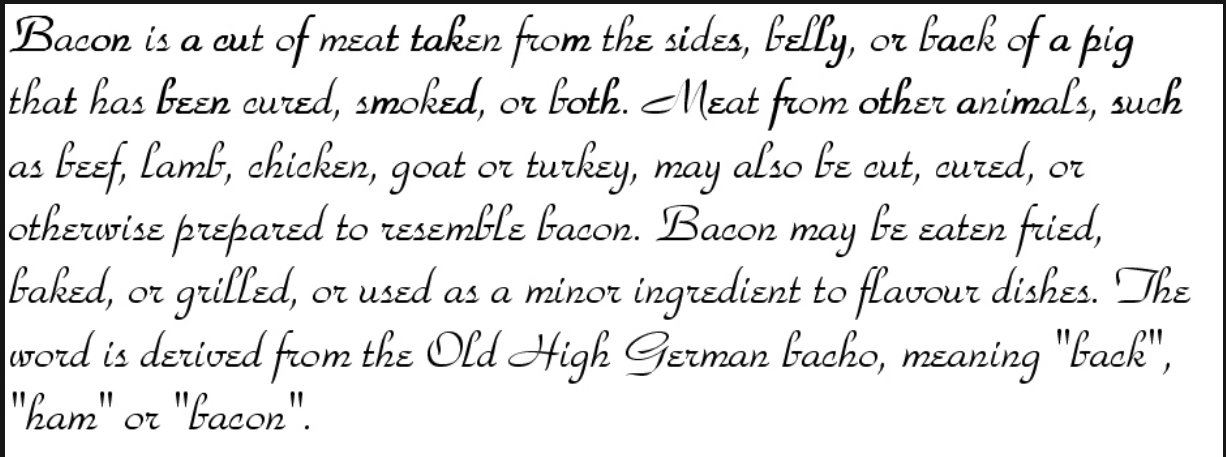 Bacon is a cut of meat taken from the sides, belly, or back of a pig
that has been cured, smoked, or both. Meat from other animals, such
as beef, lamb, chicken, goat or turkey, may also be cut, cured, or
otherwise prepared to resemble bacon. Bacon may be eaten fried,
baked, or grilled, or used as a minor ingredient to flavour dishes. The
word is derived from the Old High German bacho, meaning "back",
"ham" or "bacon".